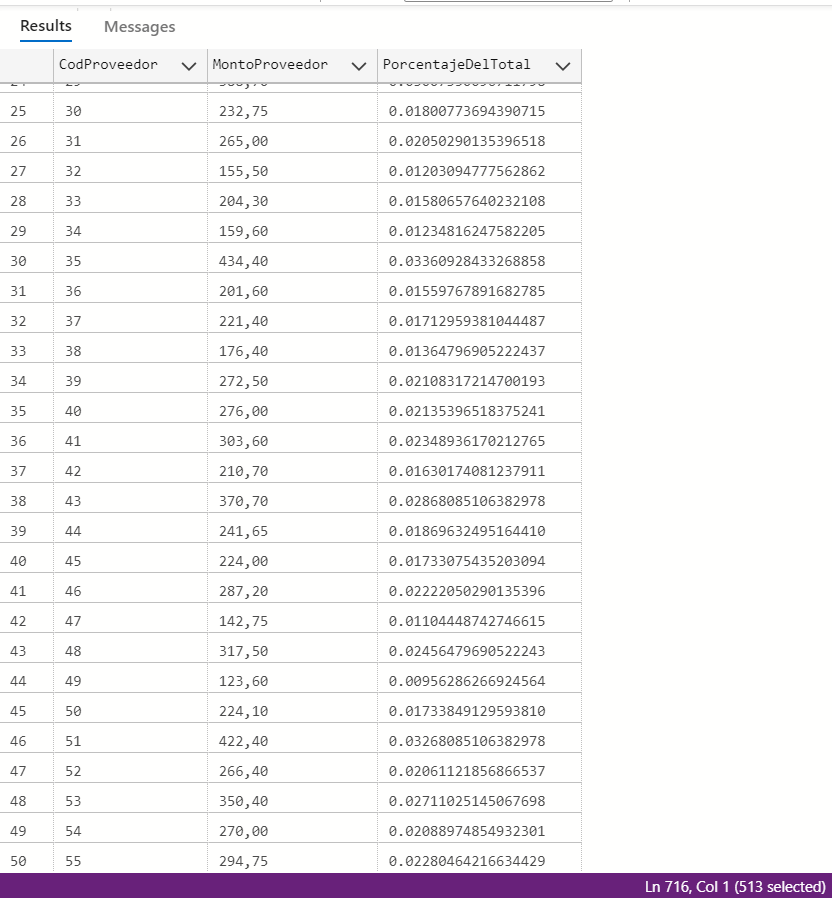 Results Messages
CodProveedor MontoProveedor PorcentajeDelTotal
25 30 232,75 0.01800773694390715
26 31 265,00 0.02050290135396518
27 32 155,50 0.01203094777562862
28 33 204,30 0.01580657640232108
29 34 159,60 0.01234816247582205
30 35 434,40 0.03360928433268858
31 36 201,60 0.01559767891682785
32 37 221,40 0.01712959381044487
33 38 176,40 0.01364796905222437
34 39 272,50 0.02108317214700193
35 40 276,00 0.02135396518375241
36 41 303,60 0.02348936170212765
37 42 210,70 0.01630174081237911
38 43 370,70 0.02868085106382978
39 44 241,65 0.01869632495164410
40 45 224,00 0.01733075435203094
41 46 287,20 0.02222050290135396
42 47 142,75 0.01104448742746615
43 48 317,50 0.02456479690522243
44 49 123,60 0.00956286266924564
45 50 224,10 0.01733849129593810
46 51 422,40 0.03268085106382978
47 52 266,40 0.02061121856866537
48 53 350,40 0.02711025145067698
49 54 270,00 0.02088974854932301
50 55 294,75 0.02280464216634429
Ln 716, Col 1 (513 selected)